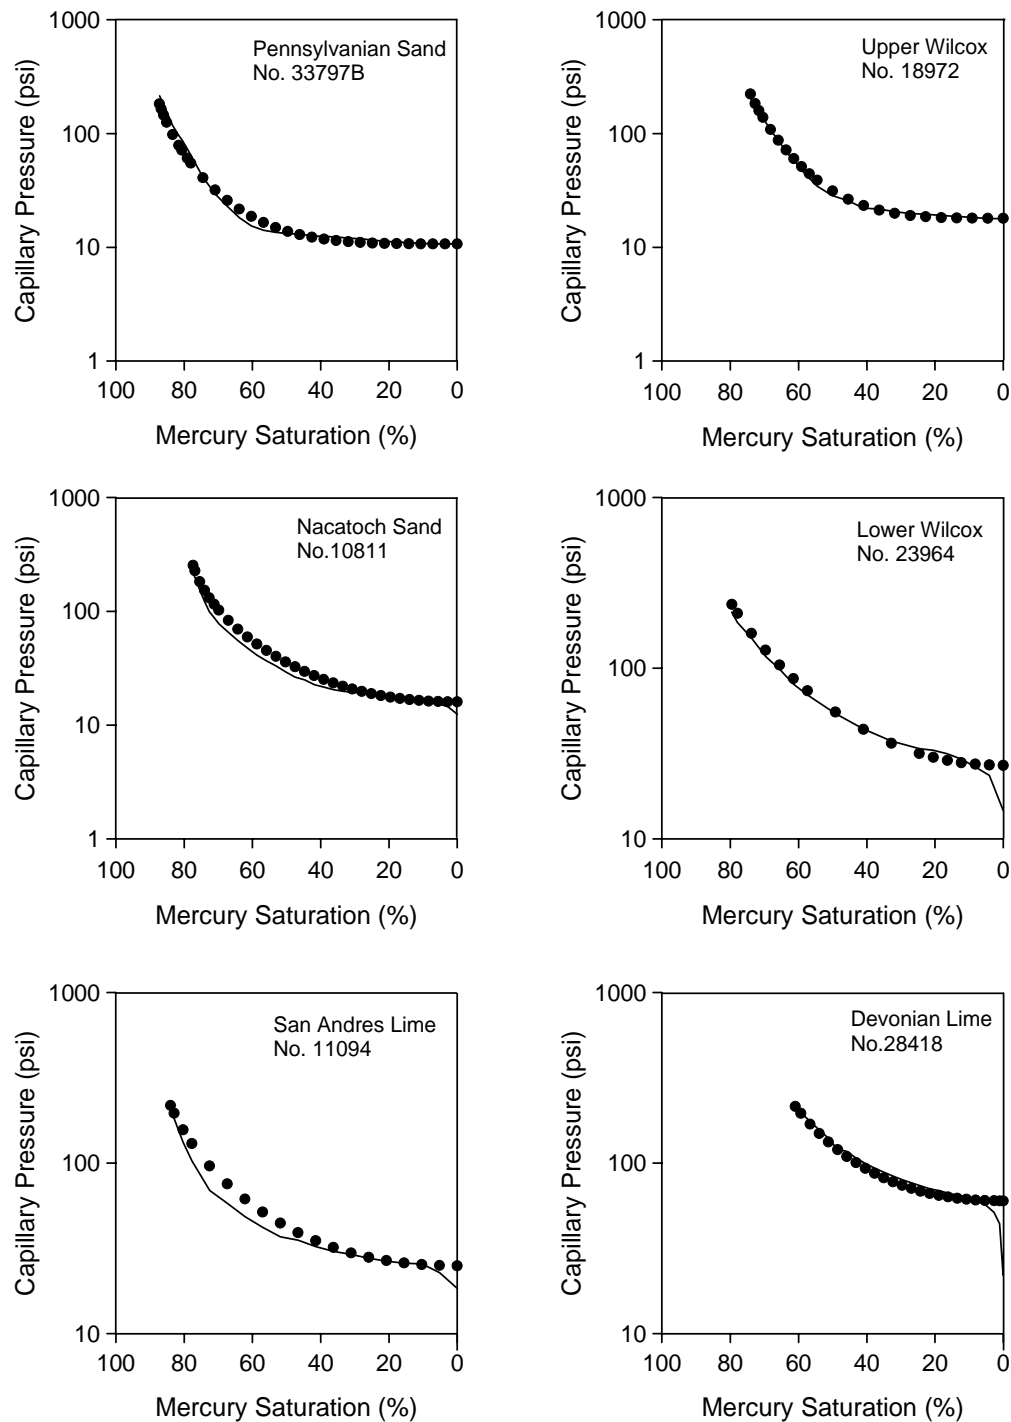 1000
100
10
1
Capillary Pressure (psi)
Pennsylvanian Sand
No. 33797B
100 80 60 40 20 0
Mercury Saturation (%)
1000
100
10
1
Capillary Pressure (psi)
Upper Wilcox
No. 18972
100 80 60 40 20 0
Mercury Saturation (%)
1000
100
10
1
Capillary Pressure (psi)
Nacatoch Sand
No.10811
100 80 60 40 20 0
Mercury Saturation (%)
1000
100
10
Capillary Pressure (psi)
Lower Wilcox
No. 23964
100 80 60 40 20 0
Mercury Saturation (%)
1000
100
10
Capillary Pressure (psi)
San Andres Lime
No. 11094
100 80 60 40 20 0
Mercury Saturation (%)
1000
100
10
Capillary Pressure (psi)
Devonian Lime
No.28418
100 80 60 40 20 0
Mercury Saturation (%)